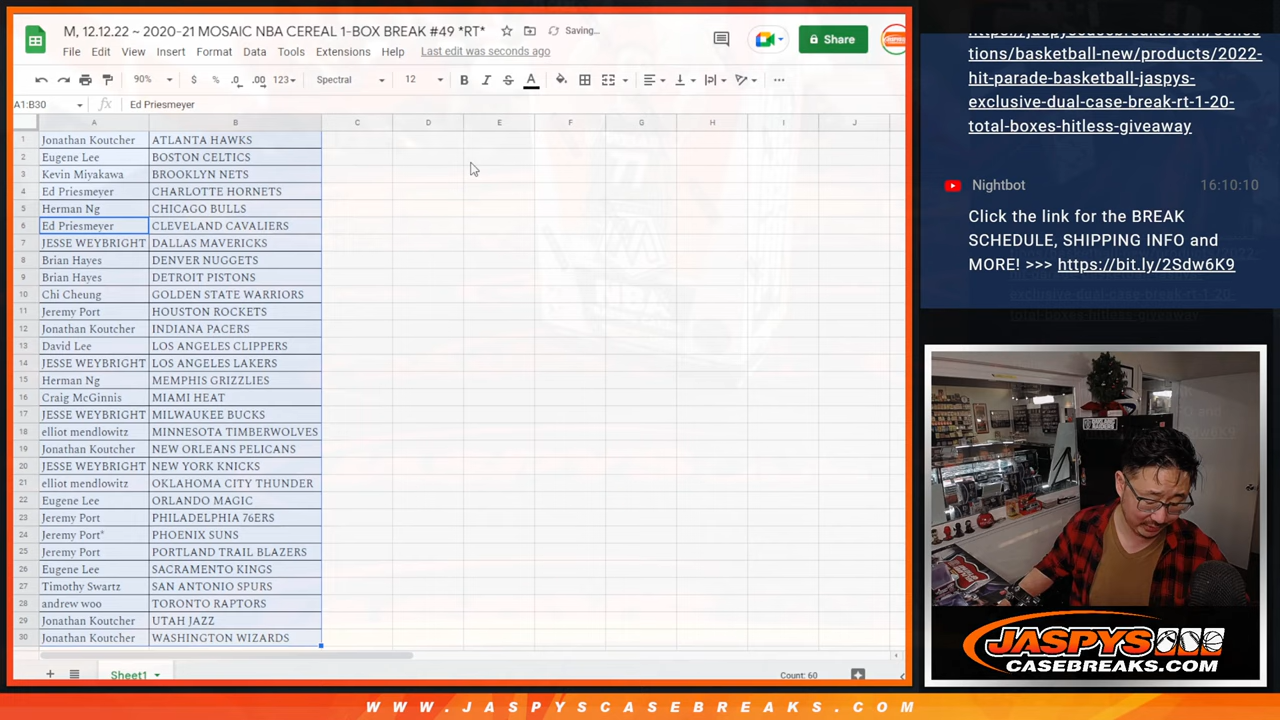 M, 12.12.22 ~ 2020-21 MOSAIC NBA CEREAL 1-BOX BREAK #49 *RT*
Saving...
File Edit View Insert Format Data Tools Extensions Help Last edit was seconds ago
Share
90% $ % .0 .00 123 Spectral 12 B I S A
A1:B30 fx Ed Priesmeyer
A B C D E F G H I J
1 Jonathan Koutcher ATLANTA HAWKS
2 Eugene Lee BOSTON CELTICS
3 Kevin Miyakawa BROOKLYN NETS
4 Ed Priesmeyer CHARLOTTE HORNETS
5 Herman Ng CHICAGO BULLS
6 Ed Priesmeyer CLEVELAND CAVALIERS
7 JESSE WEYBRIGHT DALLAS MAVERICKS
8 Brian Hayes DENVER NUGGETS
9 Brian Hayes DETROIT PISTONS
10 Chi Cheung GOLDEN STATE WARRIORS
11 Jeremy Port HOUSTON ROCKETS
12 Jonathan Koutcher INDIANA PACERS
13 David Lee LOS ANGELES CLIPPERS
14 JESSE WEYBRIGHT LOS ANGELES LAKERS
15 Herman Ng MEMPHIS GRIZZLIES
16 Craig McGinnis MIAMI HEAT
17 JESSE WEYBRIGHT MILWAUKEE BUCKS
18 elliot mendlowitz MINNESOTA TIMBERWOLVES
19 Jonathan Koutcher NEW ORLEANS PELICANS
20 JESSE WEYBRIGHT NEW YORK KNICKS
21 elliot mendlowitz OKLAHOMA CITY THUNDER
22 Eugene Lee ORLANDO MAGIC
23 Jeremy Port PHILADELPHIA 76ERS
24 Jeremy Port* PHOENIX SUNS
25 Jeremy Port PORTLAND TRAIL BLAZERS
26 Eugene Lee SACRAMENTO KINGS
27 Timothy Swartz SAN ANTONIO SPURS
28 andrew woo TORONTO RAPTORS
29 Jonathan Koutcher UTAH JAZZ
30 Jonathan Koutcher WASHINGTON WIZARDS
Sheet1
Count: 60
tions/basketball-new/products/2022-
hit-parade-basketball-jaspys-
exclusive-dual-case-break-rt-1-20-
total-boxes-hitless-giveaway
Nightbot 16:10:10
Click the link for the BREAK
SCHEDULE, SHIPPING INFO and
MORE! >>> https://bit.ly/2Sdw6K9
JASPYS
CASEBREAKS.COM
WWW.JASPYSCASEBREAKS.COM